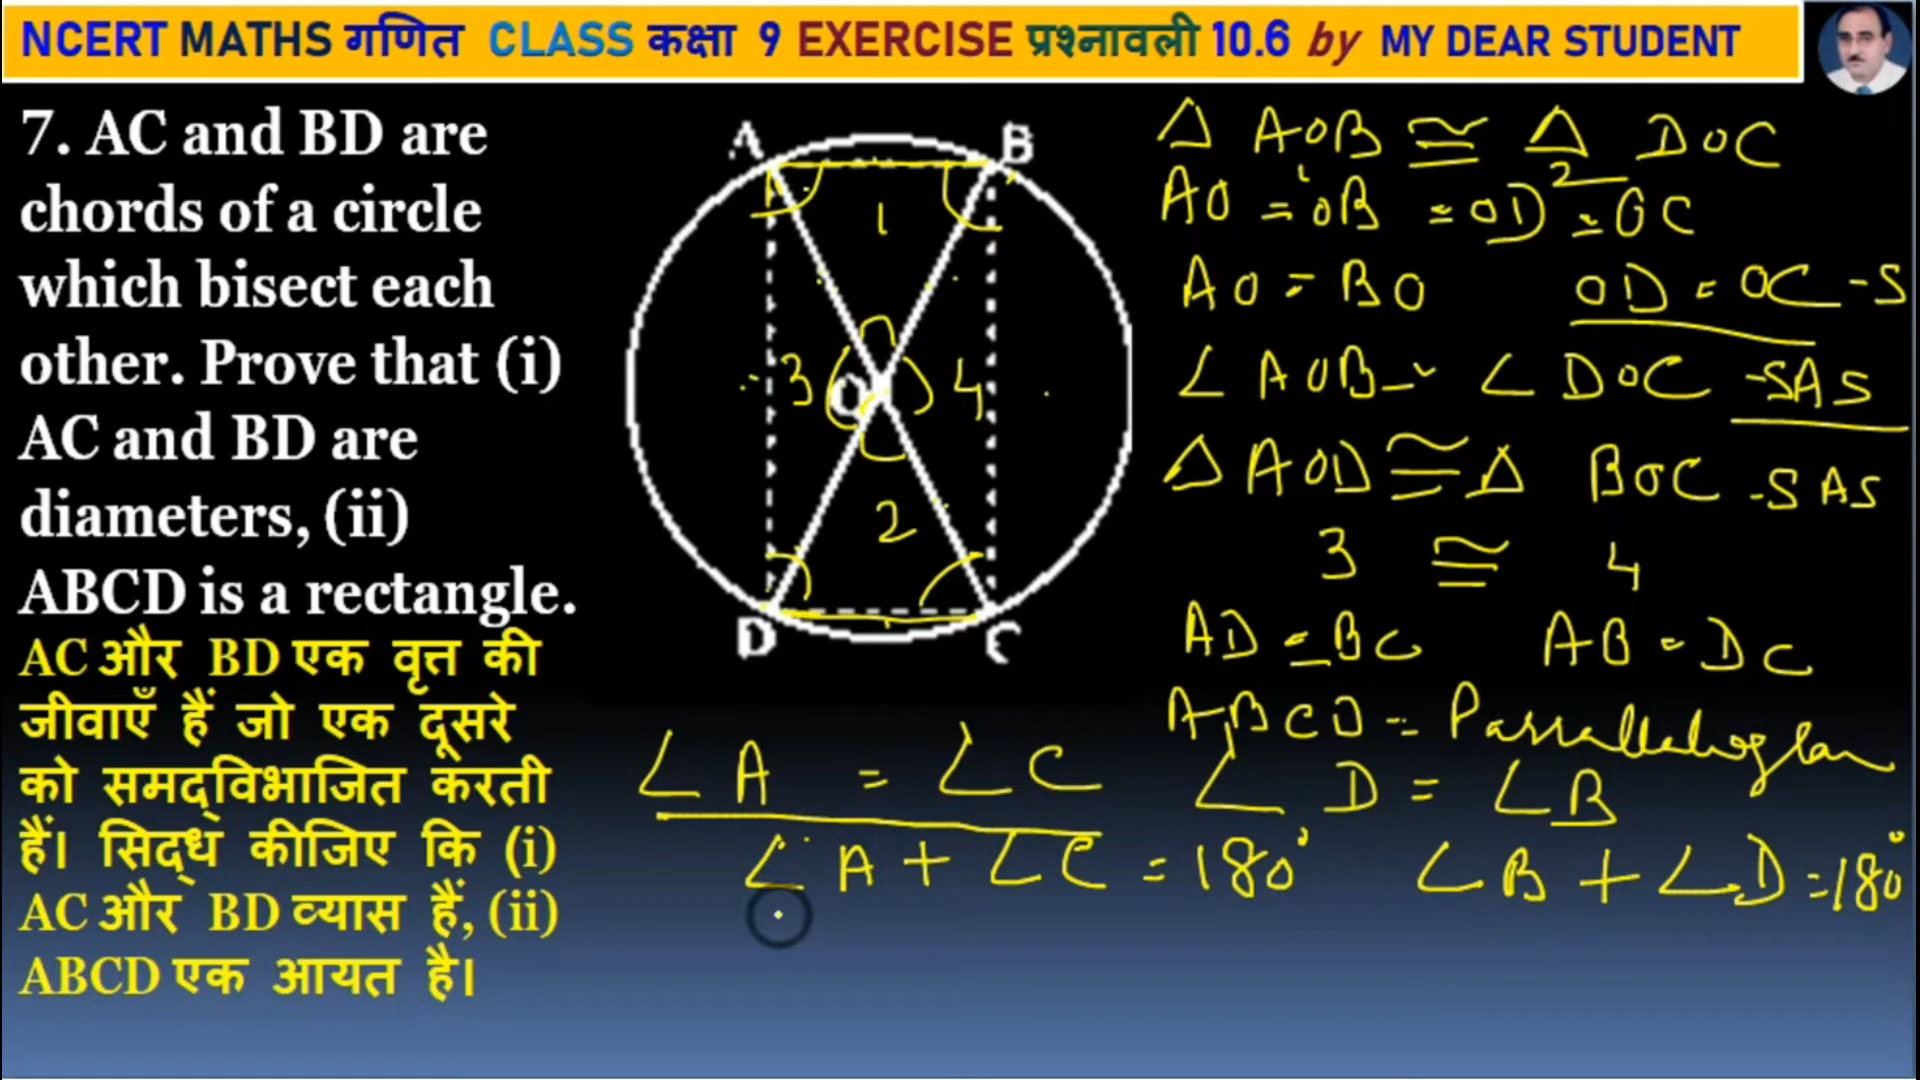 NCERT MATHS गणित CLASS कक्षा 9 EXERCISE प्रश्नावली 10.6 by MY DEAR STUDENT
7. AC and BD are
chords of a circle
which bisect each
other. Prove that (i)
AC and BD are
diameters, (ii)
ABCD is a rectangle.
AC और BD एक वृत्त की
जीवाएँ हैं जो एक दूसरे
को समद्विभाजित करती
हैं। सिद्ध कीजिए कि (i)
AC और BD व्यास हैं, (ii)
ABCD एक आयत है।
A B
1
3 O 4
2
D C
Δ AOB ≅ Δ DOC
1 2
AO = OB = OD = OC
AO = BO OD = OC - S
∠ AOB = ∠ DOC - SAS
Δ AOD ≅ Δ BOC - SAS
3 ≅ 4
AD = BC AB = DC
ABCD = Parrallelogram
∠ A = ∠ C ∠ D = ∠ B
∠ A + ∠ C = 180° ∠ B + ∠ D = 180°